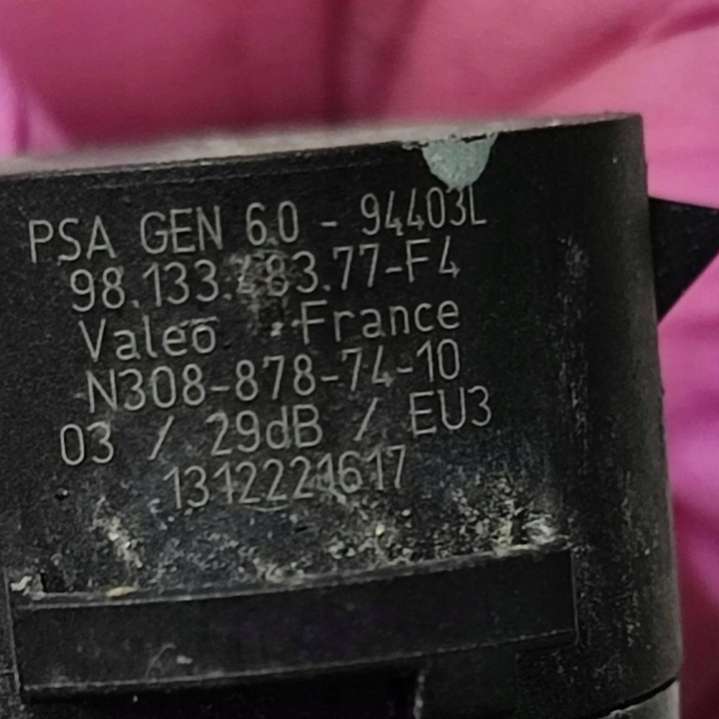 PSA GEN 6.0 - 94403L
98.133.483.77-F4
Valeo - France
N308-878-74-10
03 / 29dB / EU3
1312221617